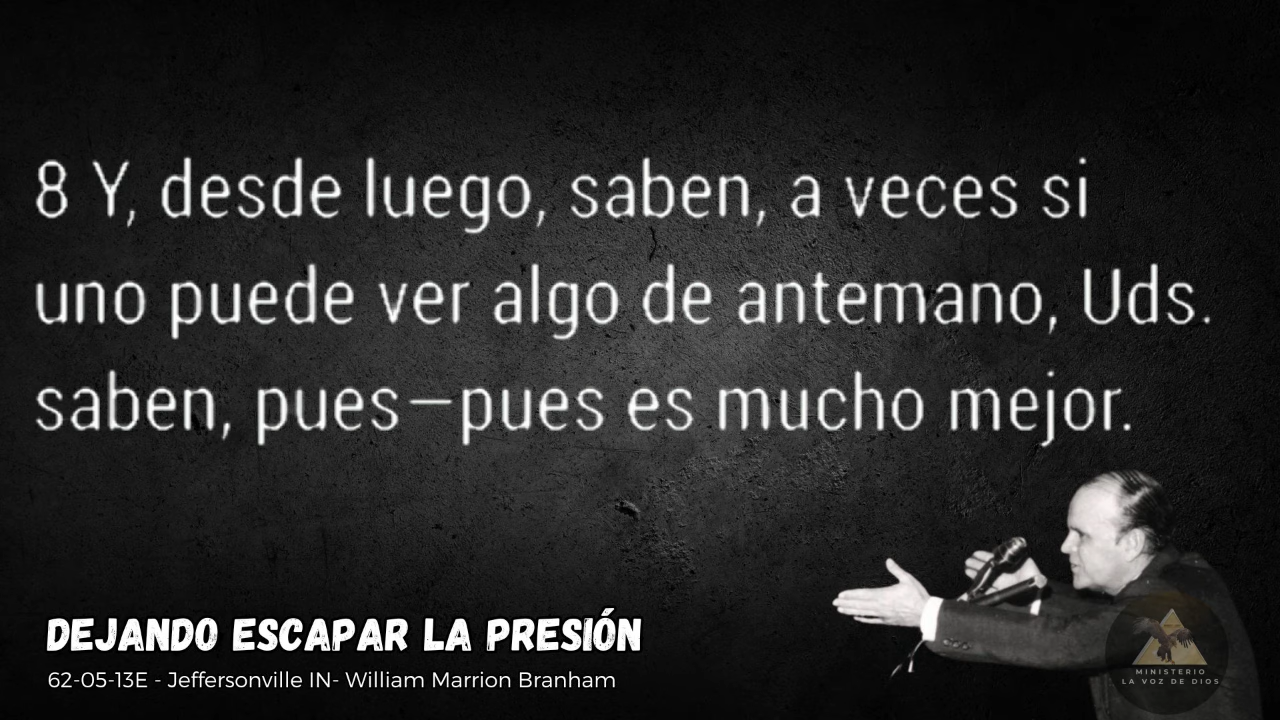 8 Y, desde luego, saben, a veces si
uno puede ver algo de antemano, Uds.
saben, pues—pues es mucho mejor.
DEJANDO ESCAPAR LA PRESIÓN
62-05-13E - Jeffersonville IN- William Marrion Branham
MINISTERIO
LA VOZ DE DIOS